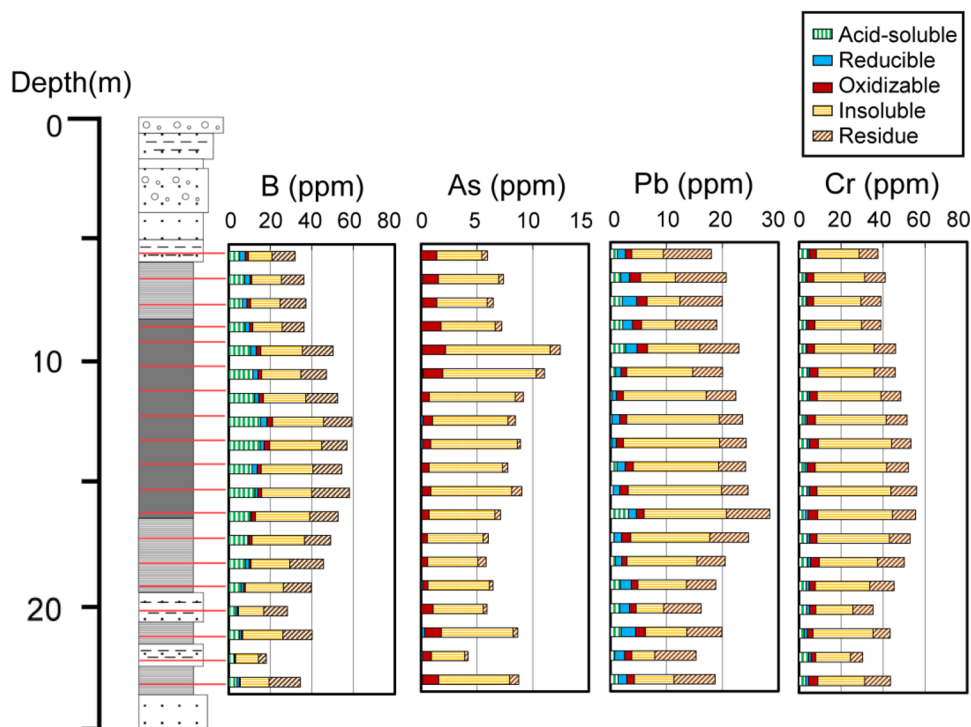 Acid-soluble
Reducible
Oxidizable
Insoluble
Residue
Depth(m)
0
10
20
B (ppm)
As (ppm)
Pb (ppm)
Cr (ppm)
0 20 40 60 80
0 5 10 15
0 10 20 30
0 20 40 60 80